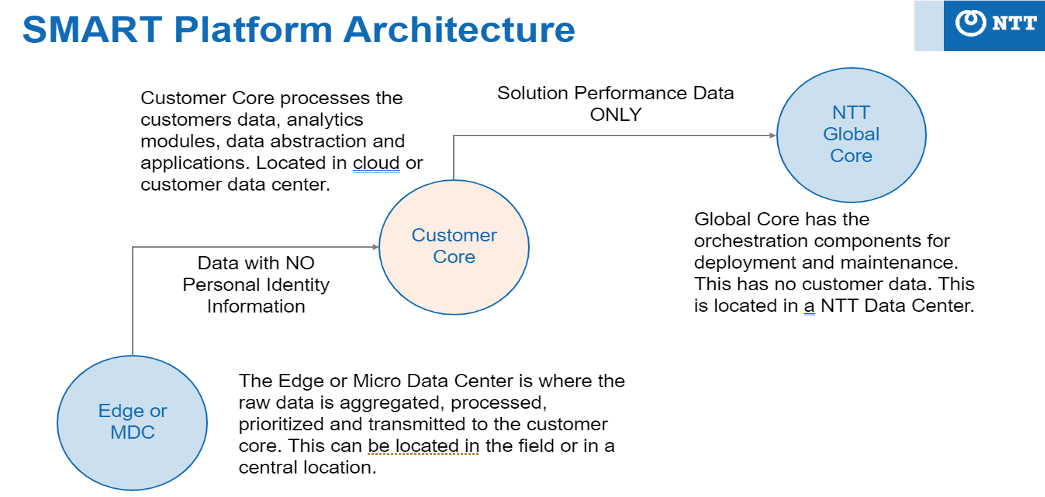 SMART Platform Architecture
NTT
Customer Core processes the
customers data, analytics
modules, data abstraction and
applications. Located in cloud or
customer data center.
Solution Performance Data
ONLY
NTT
Global
Core
Customer
Core
Data with NO
Personal Identity
Information
Global Core has the
orchestration components for
deployment and maintenance.
This has no customer data. This
is located in a NTT Data Center.
Edge or
MDC
The Edge or Micro Data Center is where the
raw data is aggregated, processed,
prioritized and transmitted to the customer
core. This can be located in the field or in a
central location.